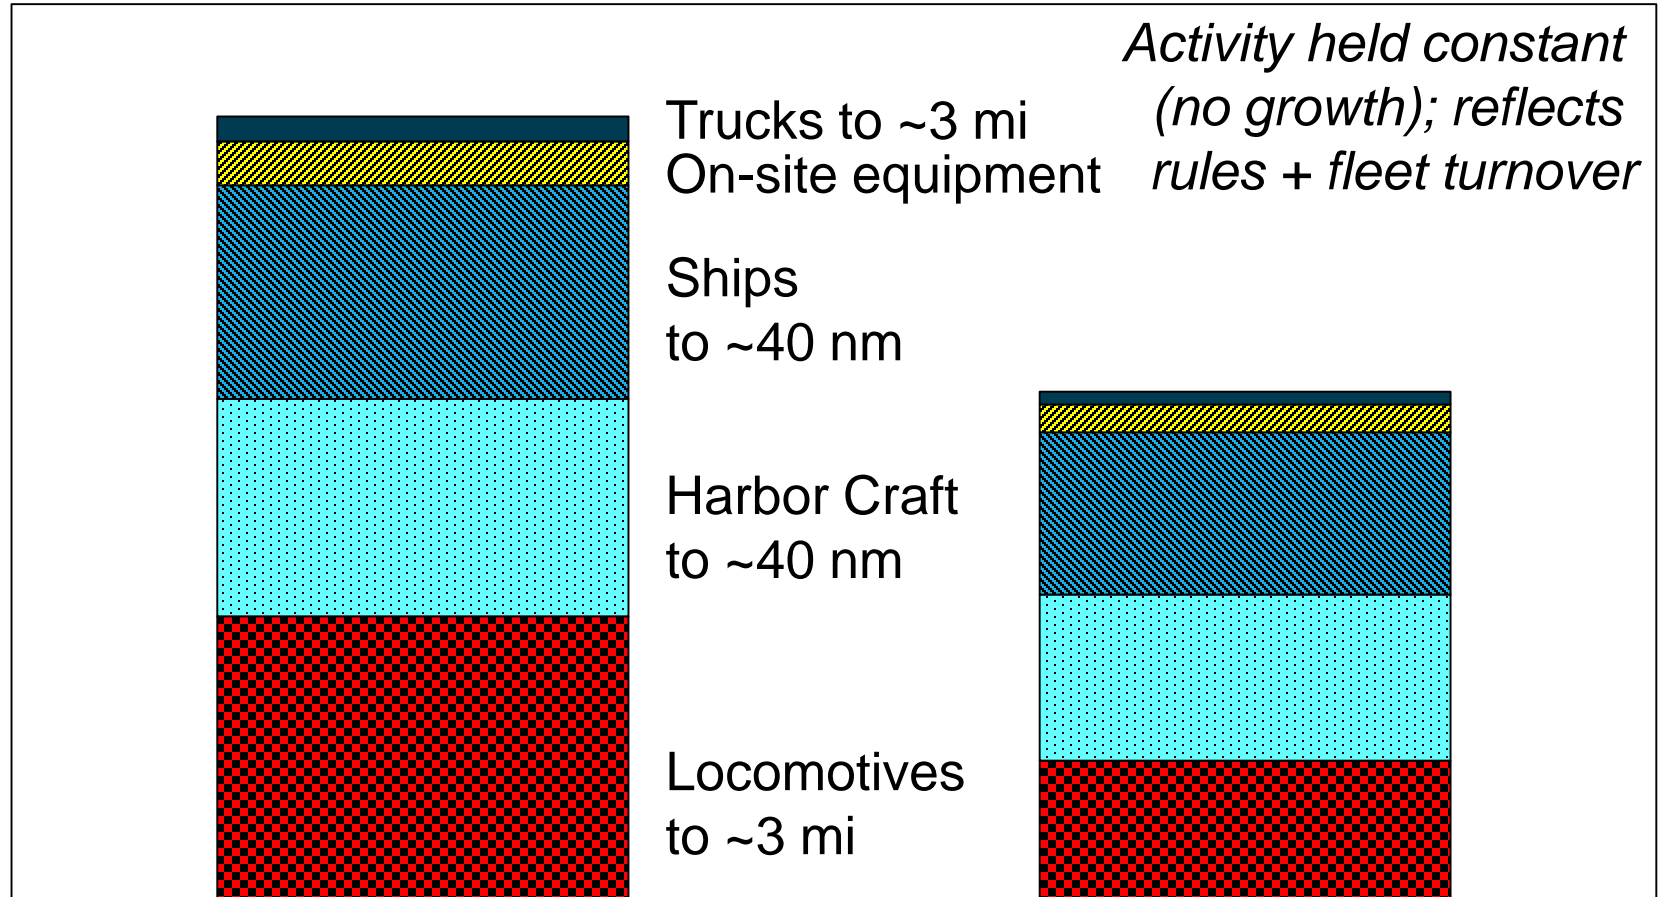 Activity held constant
(no growth); reflects
rules + fleet turnover
Trucks to ~3 mi
On-site equipment
Ships
to ~40 nm
Harbor Craft
to ~40 nm
Locomotives
to ~3 mi